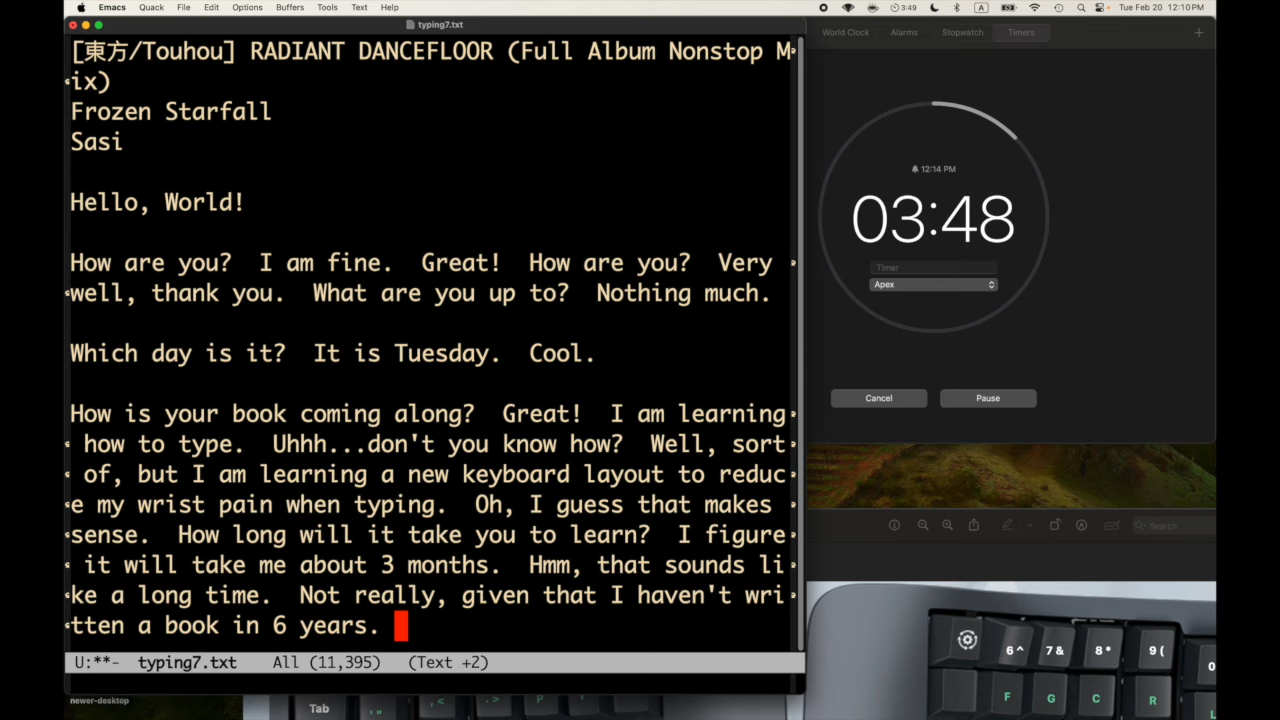 Emacs Quack File Edit Options Buffers Tools Text Help 3:49 A Tue Feb 20 12:10 PM
typing7.txt
[東方/Touhou] RADIANT DANCEFLOOR (Full Album Nonstop M
ix)
Frozen Starfall
Sasi
Hello, World!
How are you?  I am fine.  Great!  How are you?  Very
well, thank you.  What are you up to?  Nothing much.
Which day is it?  It is Tuesday.  Cool.
How is your book coming along?  Great!  I am learning
how to type.  Uhhh...don't you know how?  Well, sort
of, but I am learning a new keyboard layout to reduc
e my wrist pain when typing.  Oh, I guess that makes
sense.  How long will it take you to learn?  I figure
it will take me about 3 months.  Hmm, that sounds li
ke a long time.  Not really, given that I haven't wri
tten a book in 6 years.
U:**-  typing7.txt    All (11,395)    (Text +2)
World Clock Alarms Stopwatch Timers
12:14 PM
03:48
Timer
Apex
Cancel Pause
Search
6 ^ 7 & 8 * 9 ( 0
F G C R L
newer-desktop
Tab , " , < . > P Y